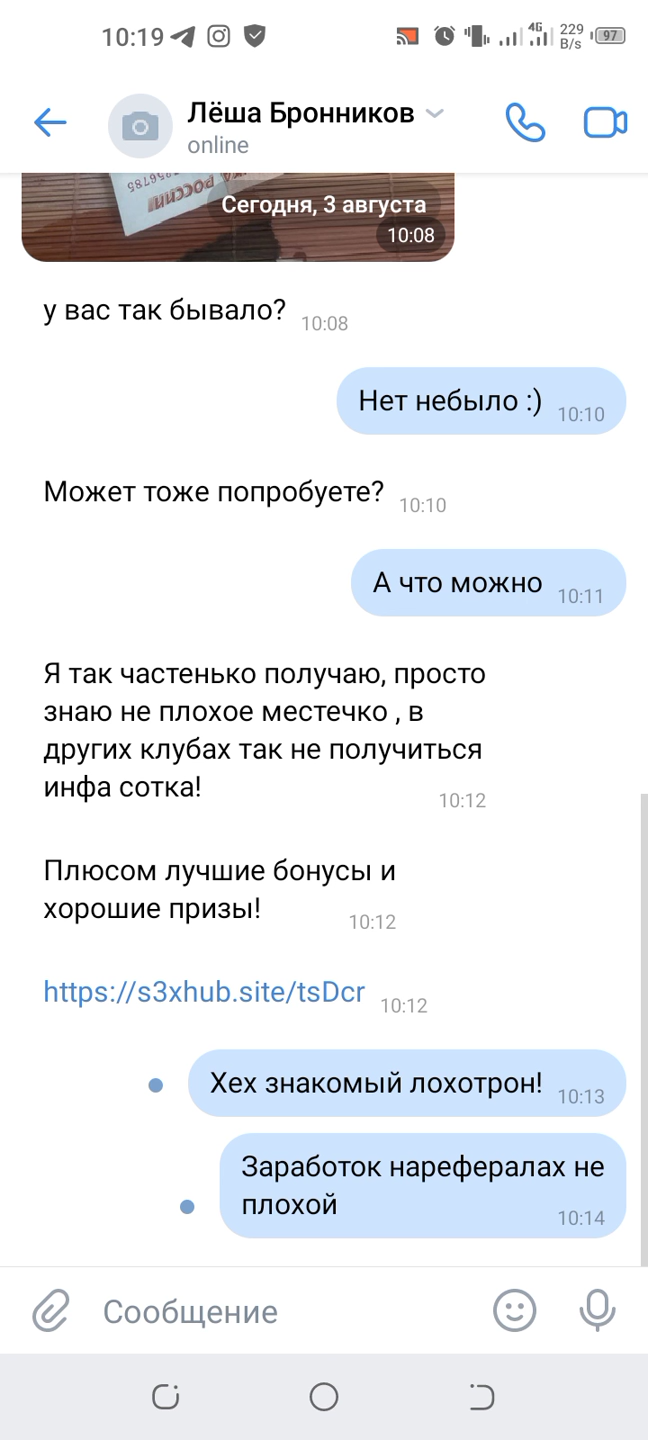 10:19
4G
229
B/s
97
Лёша Бронников
online
РОССИИ
Сегодня, 3 августа
10:08
у вас так бывало? 10:08
Нет небыло :) 10:10
Может тоже попробуете? 10:10
А что можно 10:11
Я так частенько получаю, просто
знаю не плохое местечко , в
других клубах так не получиться
инфа сотка! 10:12
Плюсом лучшие бонусы и
хорошие призы! 10:12
https://s3xhub.site/tsDcr 10:12
Хех знакомый лохотрон! 10:13
Заработок нарефералах не
плохой 10:14
Сообщение